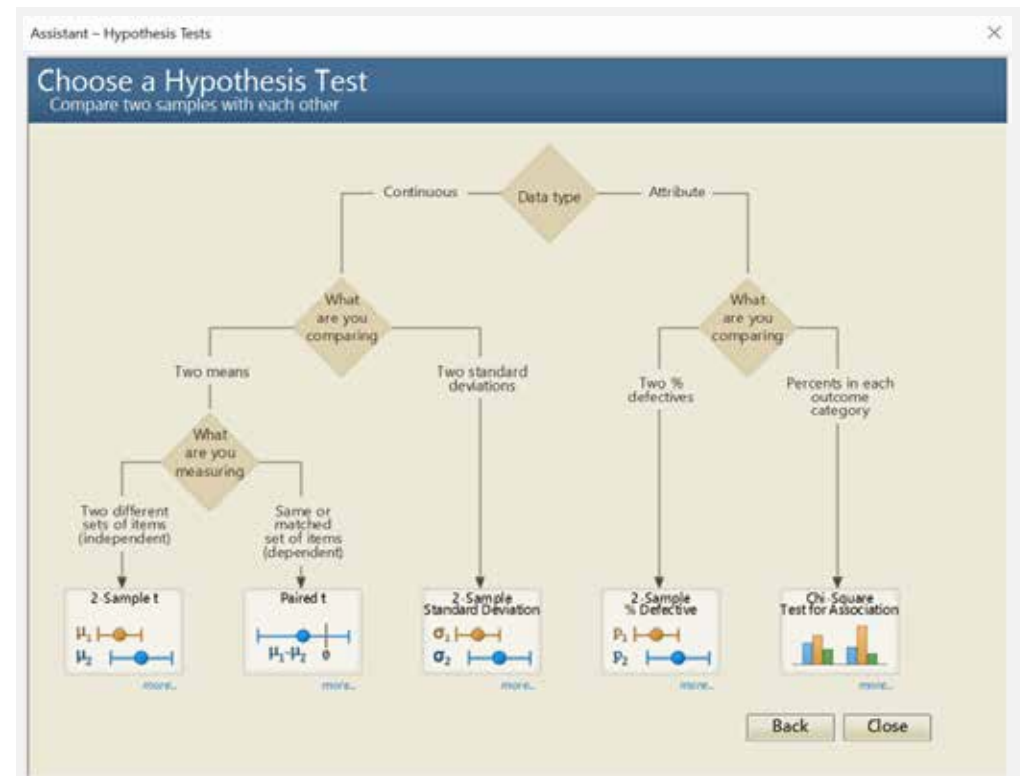 Assistant – Hypothesis Tests
Choose a Hypothesis Test
Compare two samples with each other
Continuous
Data type
Attribute
What
are you
comparing
What
are you
comparing
Two means
Two standard
deviations
Two %
defectives
Percents in each
outcome
category
What
are you
measuring
Two different
sets of items
(independent)
Same or
matched
set of items
(dependent)
2-Sample t
μ1
μ2
more...
Paired t
μ1-μ2 0
more...
2-Sample
Standard Deviation
σ1
σ2
more...
2-Sample
% Defective
P1
P2
more...
Chi-Square
Test for Association
more...
Back
Close